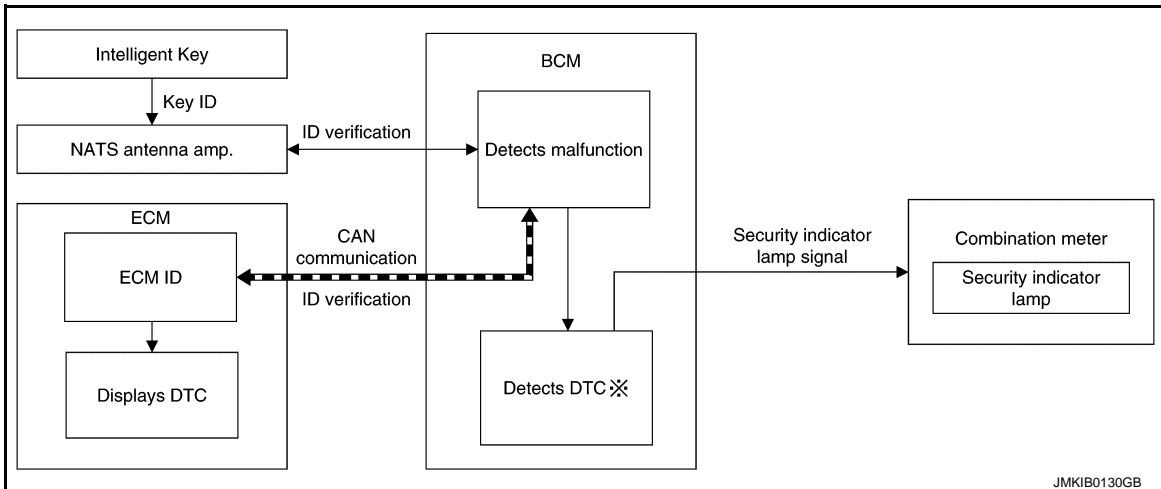 Intelligent Key
Key ID
NATS antenna amp.
ID verification
BCM
Detects malfunction
ECM
ECM ID
CAN
communication
ID verification
Displays DTC
Detects DTC※
Security indicator
lamp signal
Combination meter
Security indicator
lamp
JMKIB0130GB